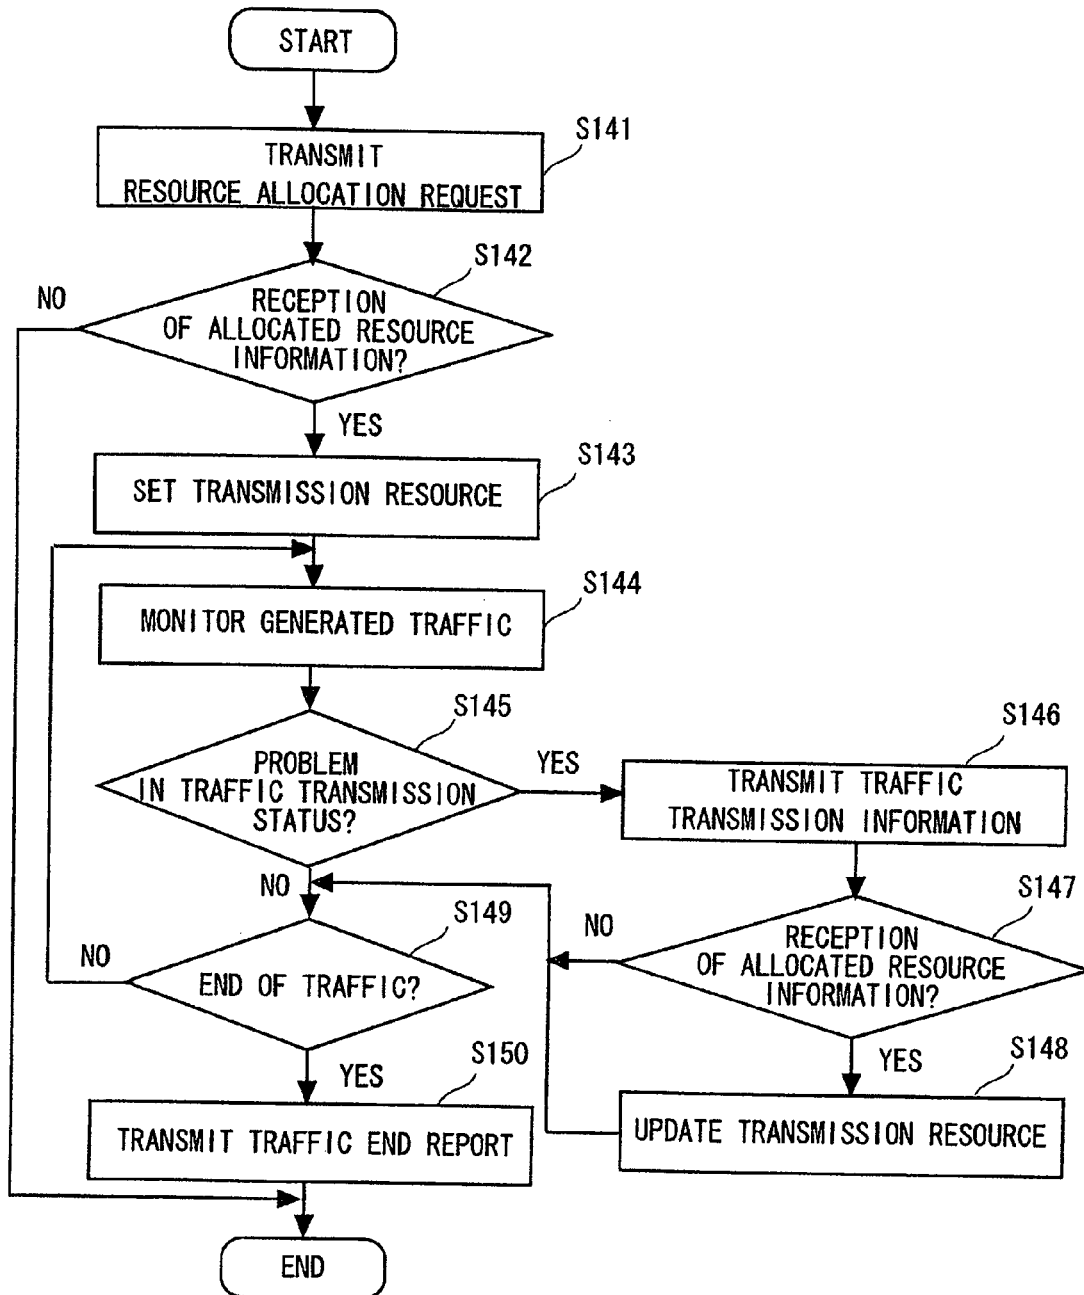 START
S141
TRANSMIT
RESOURCE ALLOCATION REQUEST
S142
NO
RECEPTION
OF ALLOCATED RESOURCE
INFORMATION?
YES
S143
SET TRANSMISSION RESOURCE
S144
MONITOR GENERATED TRAFFIC
S145
PROBLEM
IN TRAFFIC TRANSMISSION
STATUS?
YES
S146
TRANSMIT TRAFFIC
TRANSMISSION INFORMATION
NO
S147
NO
RECEPTION
OF ALLOCATED RESOURCE
INFORMATION?
S149
NO
END OF TRAFFIC?
YES
S148
UPDATE TRANSMISSION RESOURCE
YES
S150
TRANSMIT TRAFFIC END REPORT
END